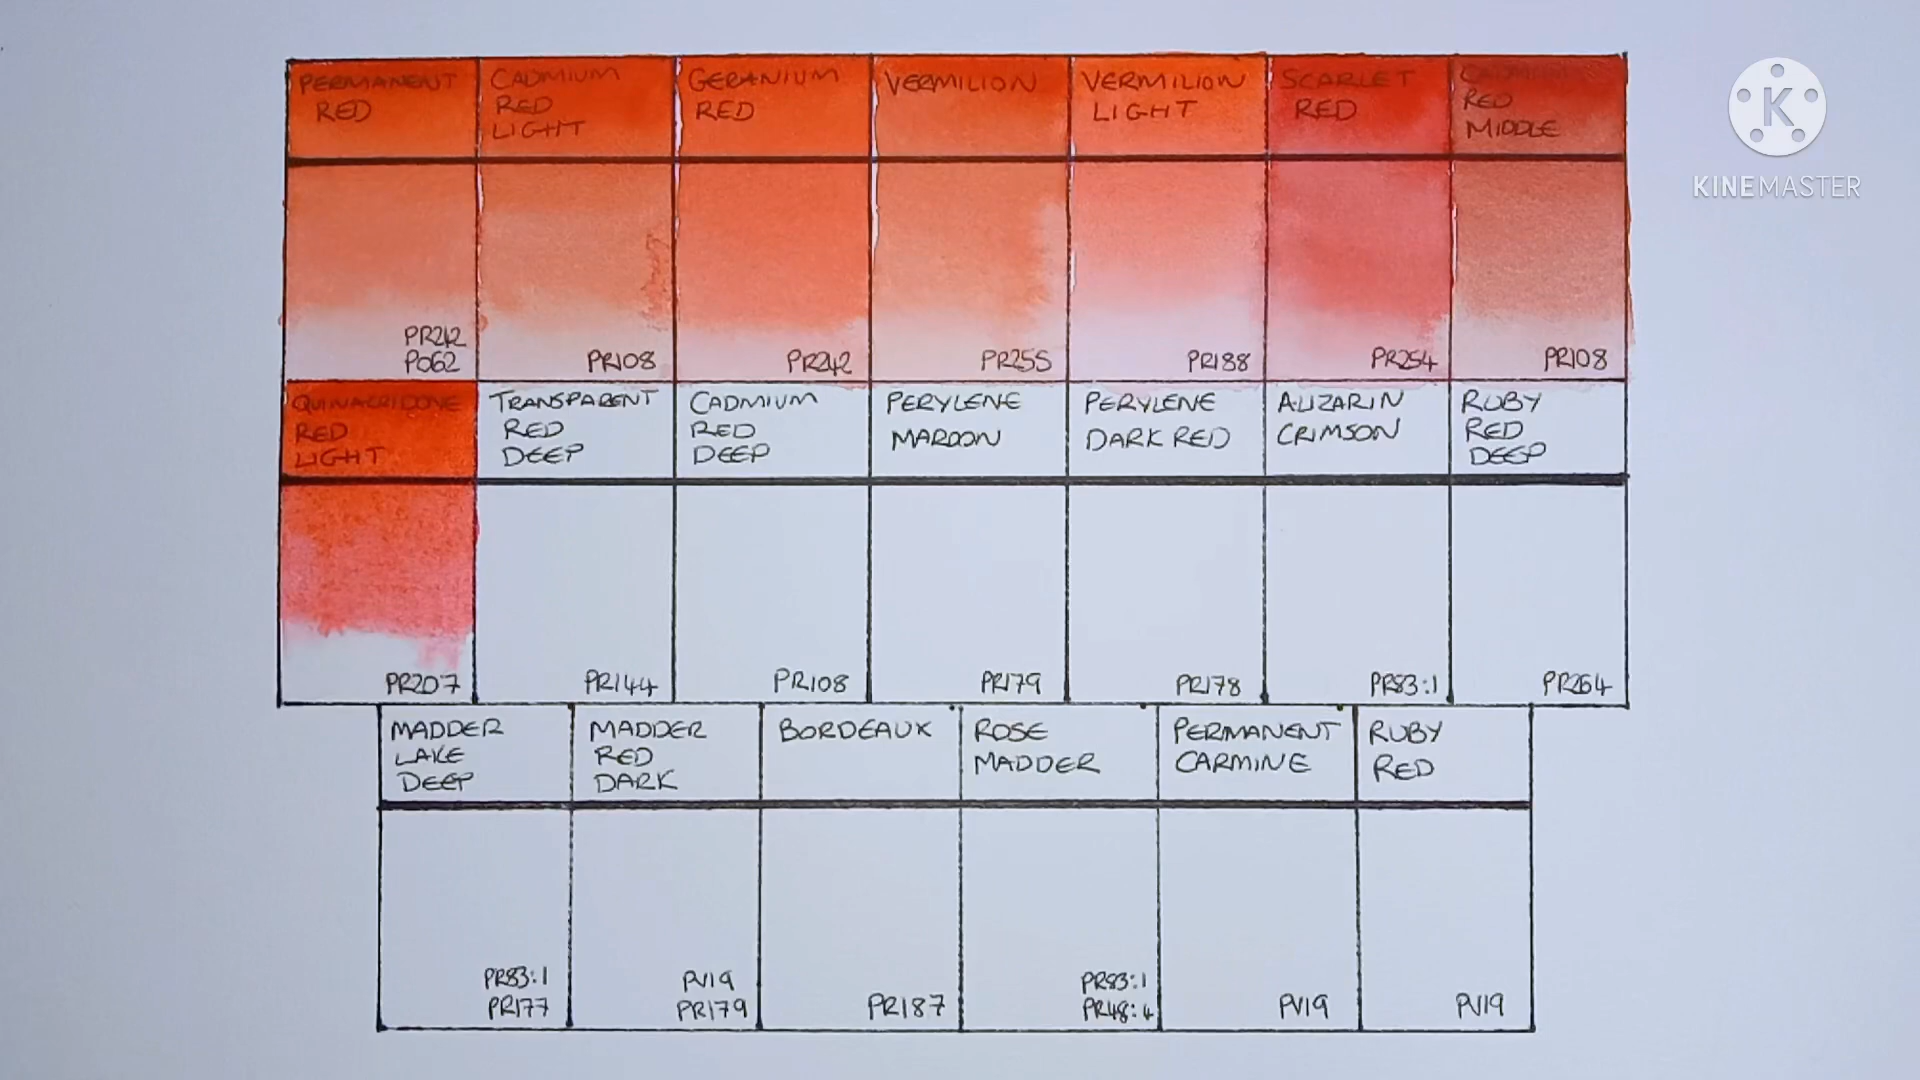 PERMANENT
RED
CADMIUM
RED
LIGHT
GERANIUM
RED
VERMILION
VERMILION
LIGHT
SCARLET
RED
CADMIUM
RED
MIDDLE
PR242
PO62
PR108
PR242
PR255
PR188
PR254
PR108
QUINACRIDONE
RED
LIGHT
TRANSPARENT
RED
DEEP
CADMIUM
RED
DEEP
PERYLENE
MAROON
PERYLENE
DARK RED
ALIZARIN
CRIMSON
RUBY
RED
DEEP
PR207
PR144
PR108
PR179
PR178
PR83:1
PR264
MADDER
LAKE
DEEP
MADDER
RED
DARK
BORDEAUX
ROSE
MADDER
PERMANENT
CARMINE
RUBY
RED
PR83:1
PR177
PV19
PR179
PR187
PR83:1
PR48:4
PV19
PV19
K
KINEMASTER